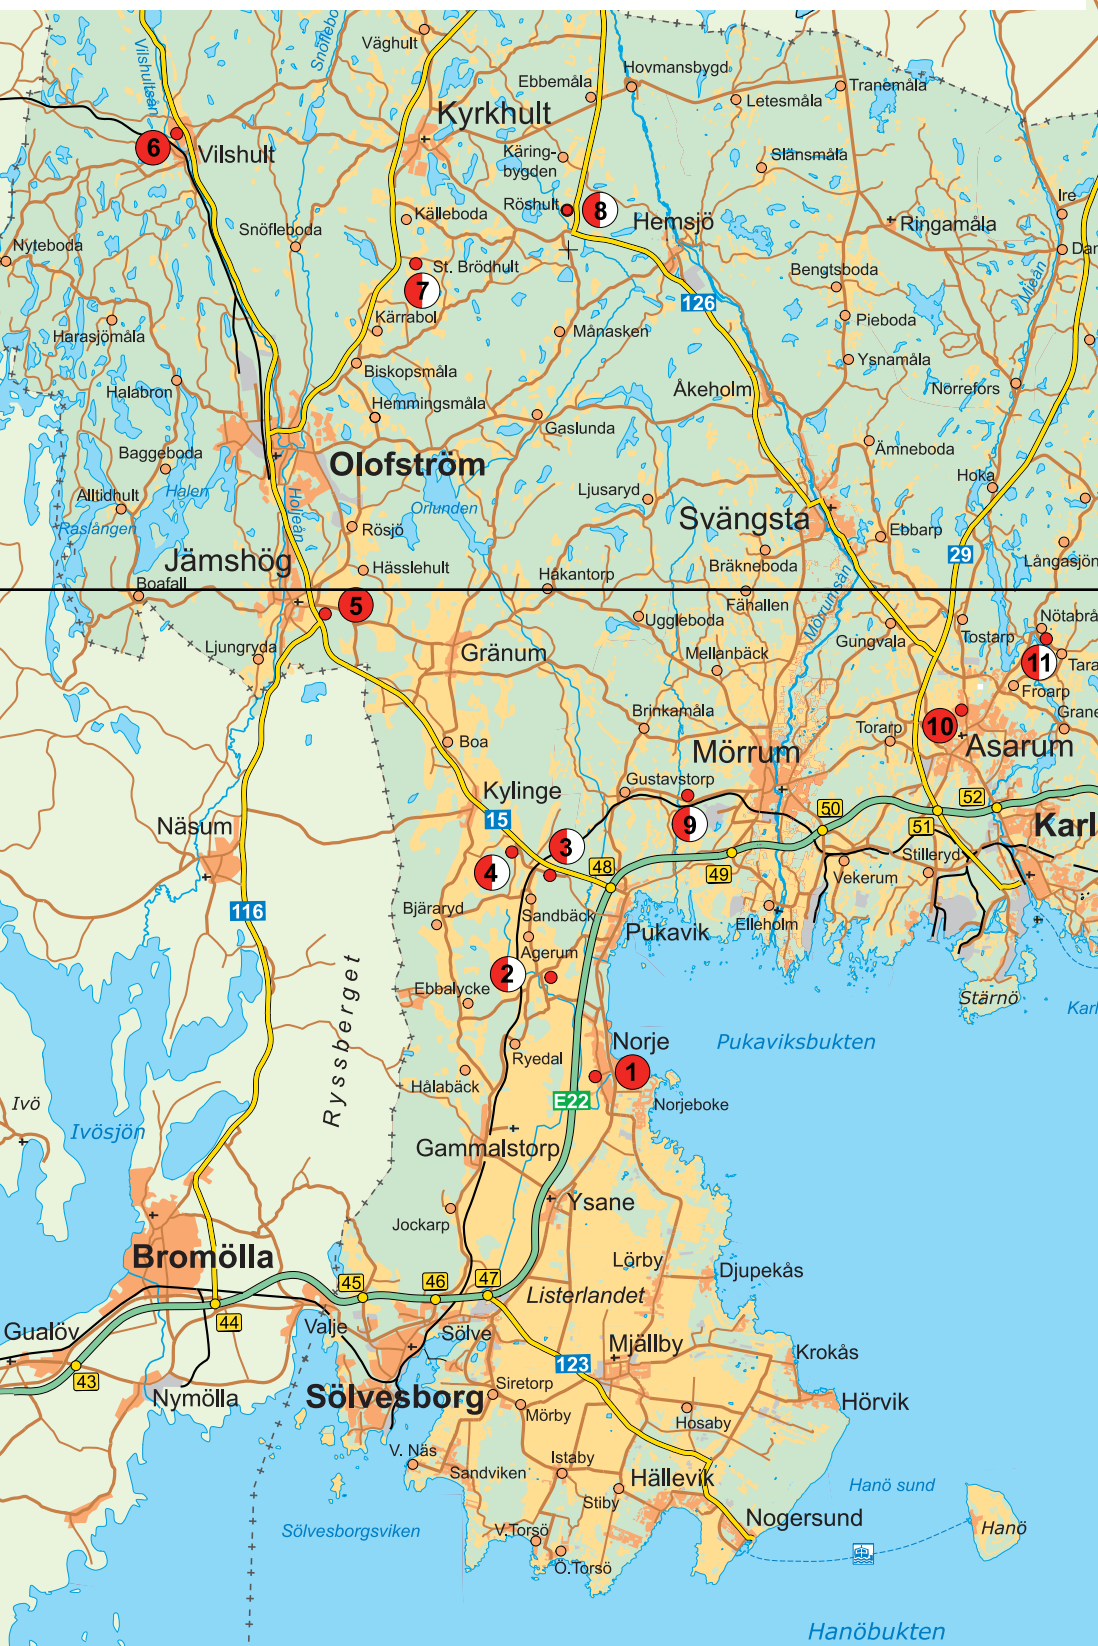 Väghult
Snöflebo
Vilshultsån
Hovmansbygd
Ebbemåla
Tranemåla
Letesmåla
Kyrkhult
6
Vilshult
Käring-
bygden
Slänsmåla
Röshult
8
Ire
Källeboda
Hemsjö
Ringamåla
Snöflebo­da
Nyteboda
St. Brödhult
Bengtsboda
Mieån
7
126
Kärrabol
Pieboda
Harasjömåla
Månasken
Biskopsmåla
Ysnamåla
Halabron
Åkeholm
Norrefors
Hemmingsmåla
Gaslunda
Baggeboda
Ämneboda
Olofström
Hoka
Alltidhult
Halen
Ljusaryd
Holjeån
Orlunden
Raslången
Rösjö
Svängsta
Ebbarp
29
Jämshög
Långasjön
Hässlehult
Bräkneboda
Boafall
Håkantorp
Mörrumsån
5
Fähallen
Uggleboda
Nötabrå
Tostarp
Gungvala
Ljungryda
Gränum
Mellanbäck
11
Tara
Froarp
Brinkamåla
Grane
10
Torarp
Boa
Mörrum
Asarum
Gustavstorp
Kylinge
50
52
15
9
51
Karl
Näsum
3
48
Stilleryd
4
49
Vekerum
116
Bjäraryd
Sandbäck
Elleholm
Pukavik
Agerum
2
Ryssberget
Ebbalycke
Stärnö
Karl
Ryedal
Norje
Pukaviksbukten
1
Hålabäck
E22
Norjeboke
Ivö
Ivösjön
Gammalstorp
Ysane
Jockarp
Bromölla
Lörby
Djupekås
45
46
47
Listerlandet
44
Valje
Sölve
Gualöv
Mjällby
Krokås
123
43
Siretorp
Nymölla
Sölvesborg
Hörvik
Mörby
Hosaby
V. Näs
Istaby
Sandviken
Hällevik
Hanö sund
Stiby
Nogersund
Sölvesborgsviken
V.Torsö
Hanö
Ö.Torsö
Hanöbukten